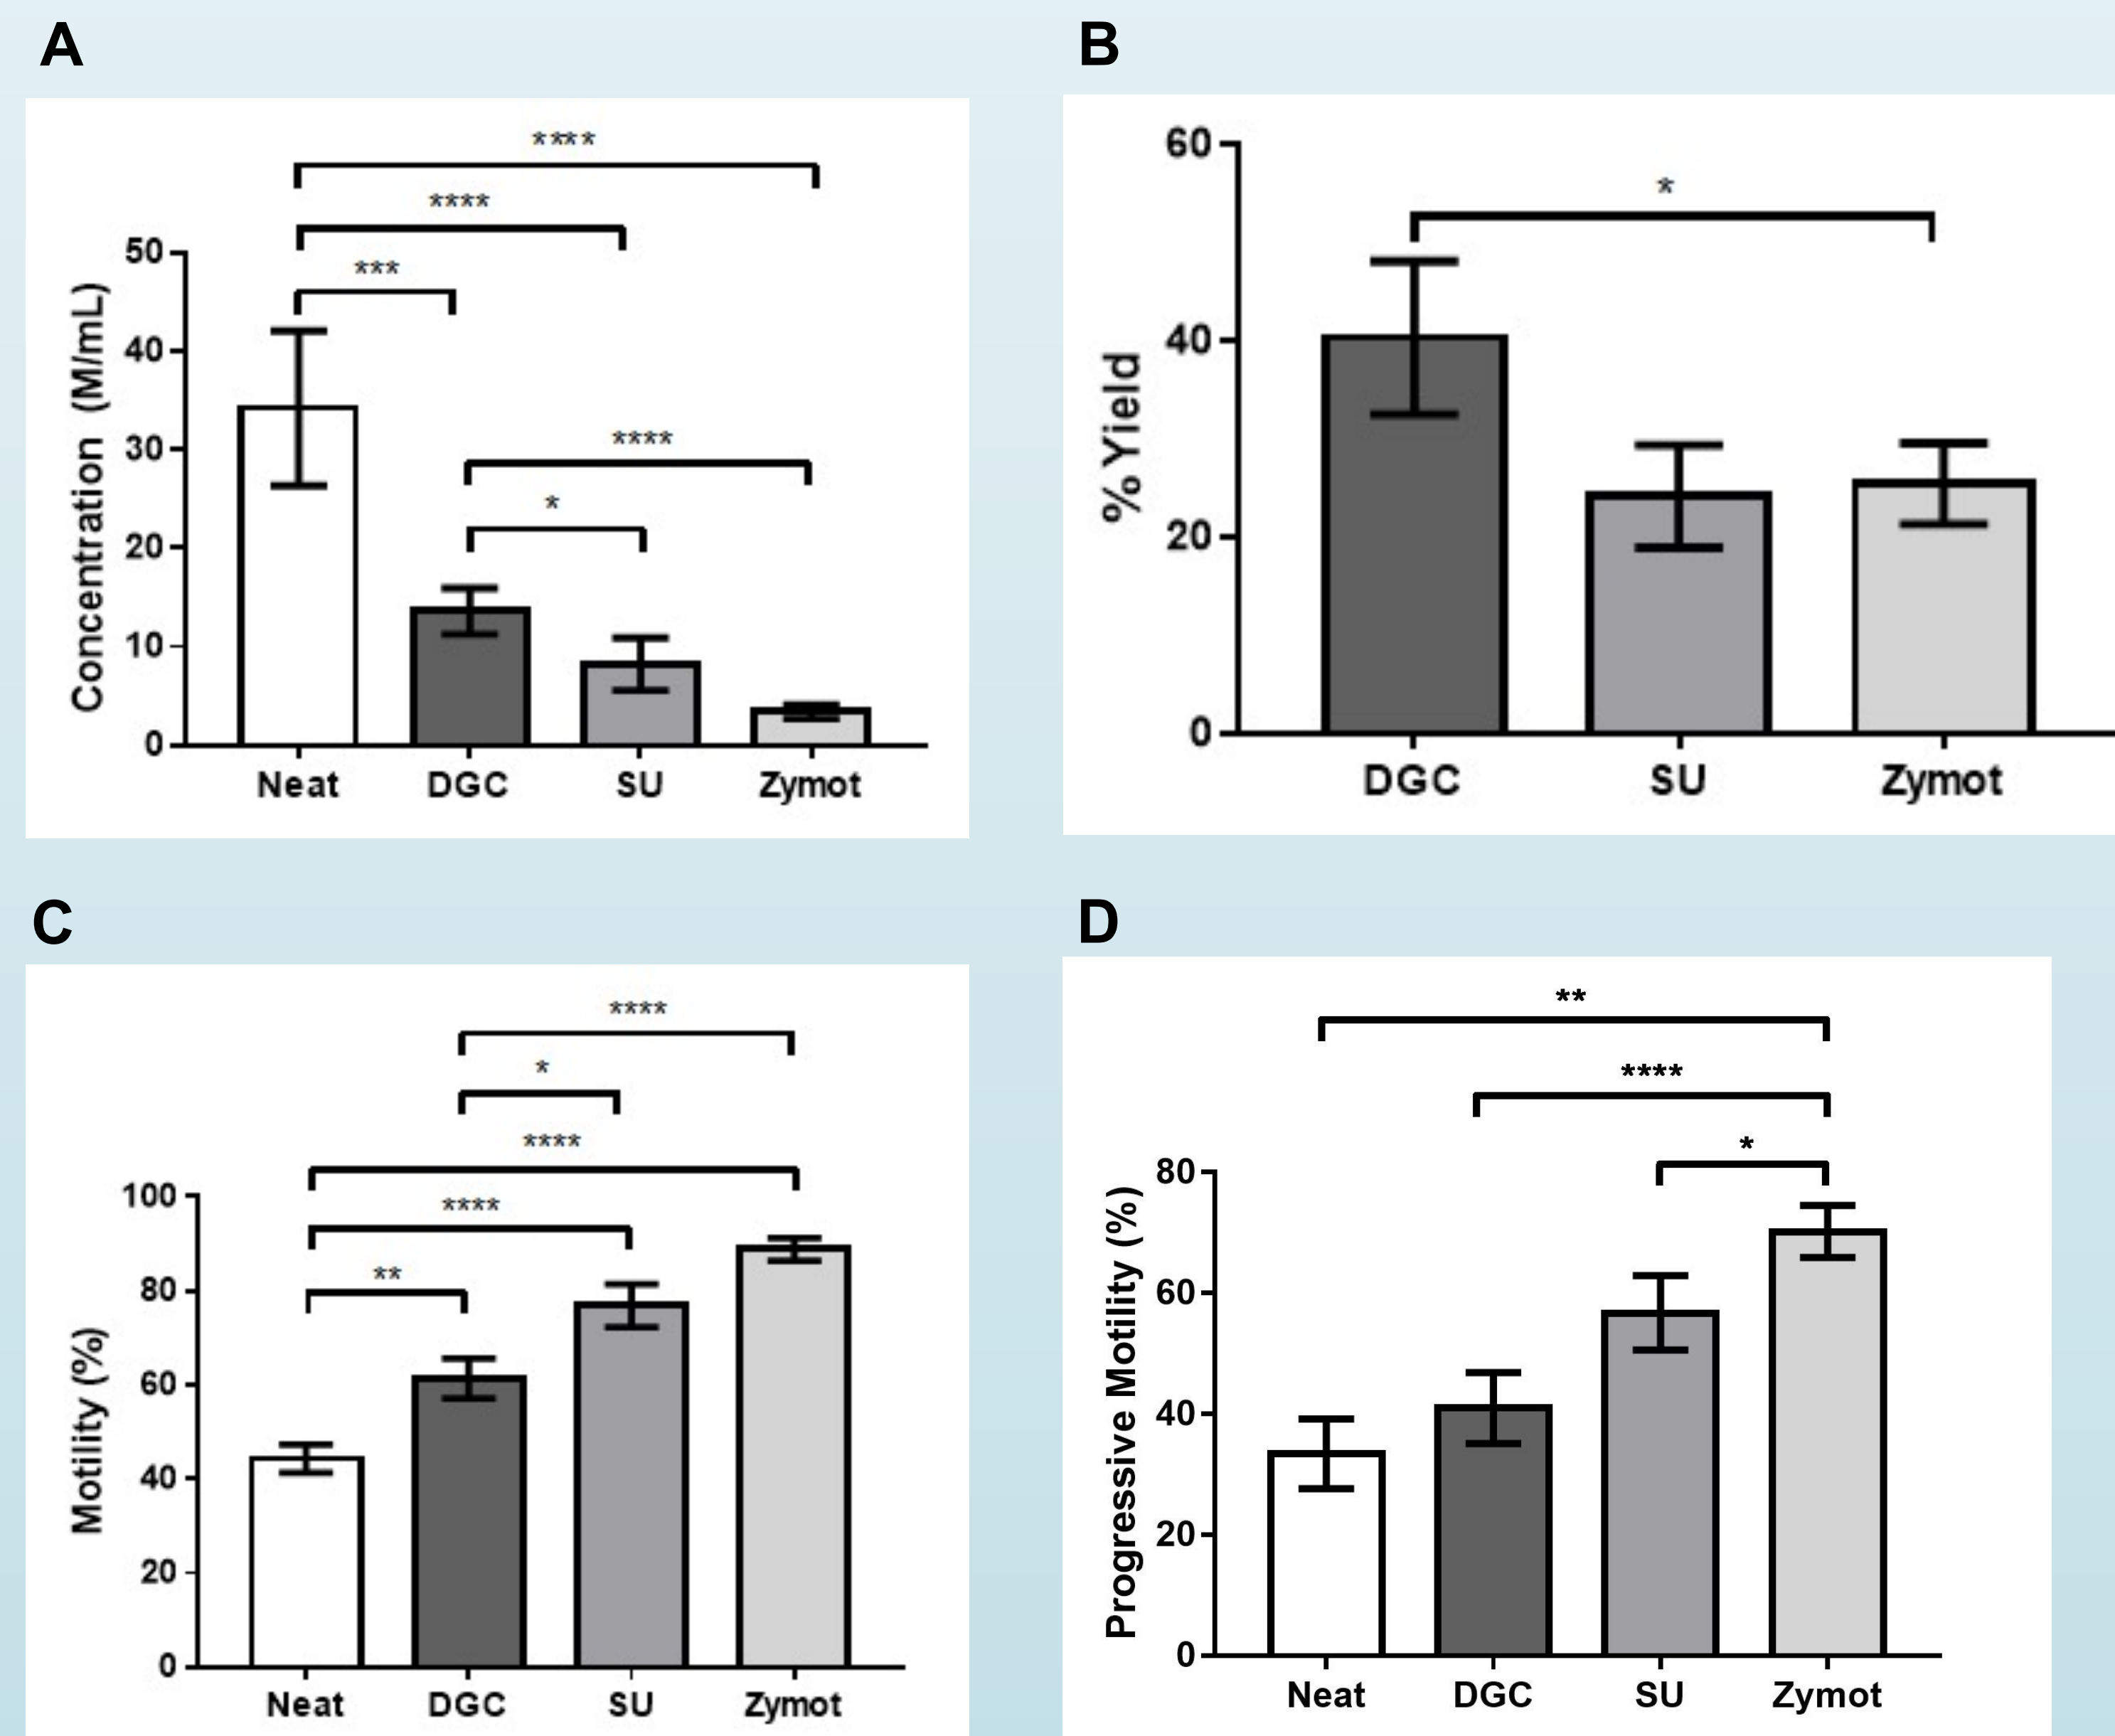 A
****
****
***
50
40
30
20
10
0
Concentration (M/mL)
****
*
Neat DGC SU Zymot
B
60
40
20
0
% Yield
*
DGC SU Zymot
C
****
*
****
****
**
100
80
60
40
20
0
Motility (%)
Neat DGC SU Zymot
D
**
****
*
80
60
40
20
0
Progressive Motility (%)
Neat DGC SU Zymot